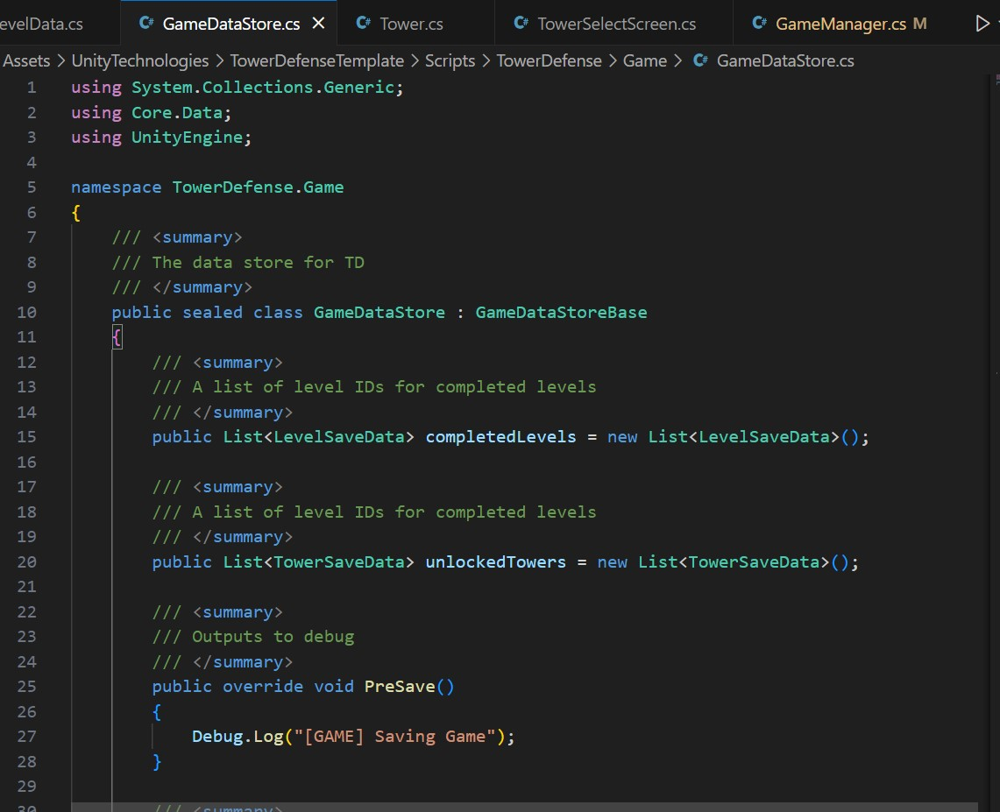 evelData.cs
C# GameDataStore.cs ×
C# Tower.cs
C# TowerSelectScreen.cs
C# GameManager.cs M
Assets > UnityTechnologies > TowerDefenseTemplate > Scripts > TowerDefense > Game > C# GameDataStore.cs
1 using System.Collections.Generic;
2 using Core.Data;
3 using UnityEngine;
4
5 namespace TowerDefense.Game
6 {
7 /// <summary>
8 /// The data store for TD
9 /// </summary>
10 public sealed class GameDataStore : GameDataStoreBase
11 {
12 /// <summary>
13 /// A list of level IDs for completed levels
14 /// </summary>
15 public List<LevelSaveData> completedLevels = new List<LevelSaveData>();
16
17 /// <summary>
18 /// A list of level IDs for completed levels
19 /// </summary>
20 public List<TowerSaveData> unlockedTowers = new List<TowerSaveData>();
21
22 /// <summary>
23 /// Outputs to debug
24 /// </summary>
25 public override void PreSave()
26 {
27 Debug.Log("[GAME] Saving Game");
28 }
29
30 /// <summary>